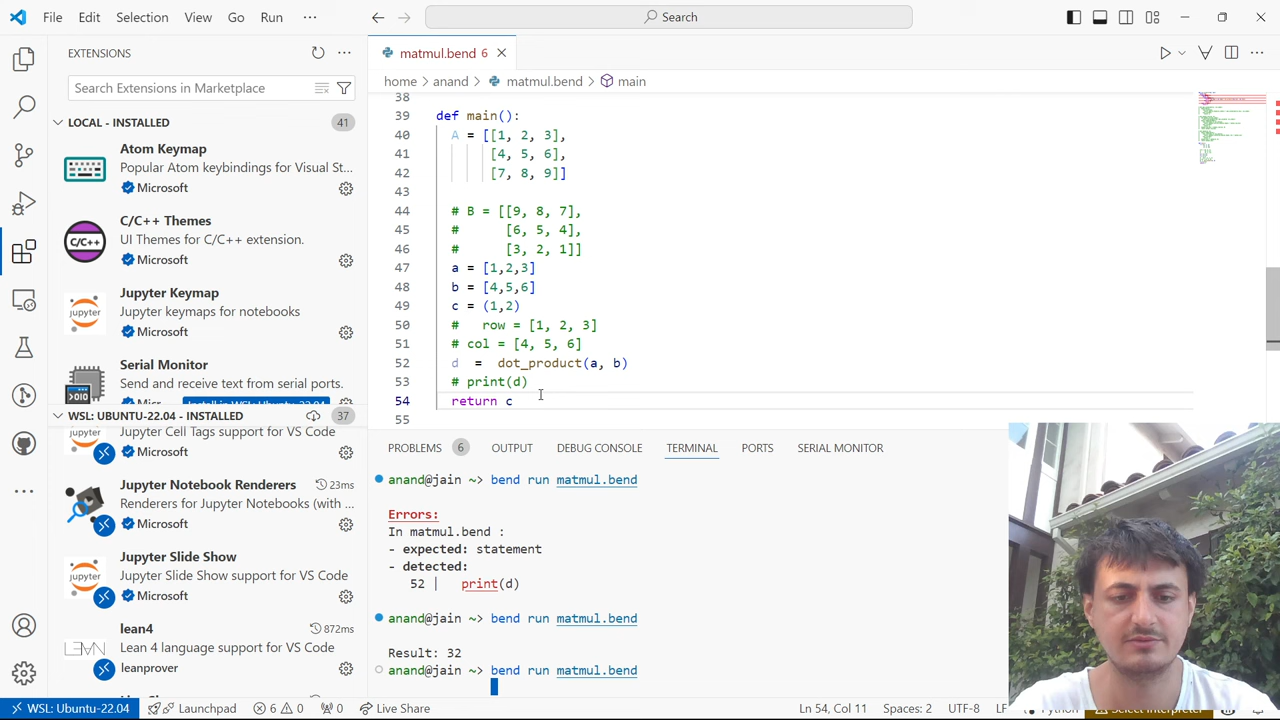 File Edit Selection View Go Run ···
Search
EXTENSIONS
Search Extensions in Marketplace
LOCAL - INSTALLED 41
Atom Keymap
Popular Atom keybindings for Visual St...
Microsoft
C/C++ Themes
UI Themes for C/C++ extension.
Microsoft
Jupyter Keymap
Jupyter keymaps for notebooks
Microsoft
Serial Monitor
Send and receive text from serial ports.
WSL: UBUNTU-22.04 - INSTALLED 37
Jupyter Cell Tags support for VS Code
Microsoft
Jupyter Notebook Renderers 23ms
Renderers for Jupyter Notebooks (with ...
Microsoft
Jupyter Slide Show
Jupyter Slide Show support for VS Code
Microsoft
lean4 872ms
Lean 4 language support for VS Code
leanprover
matmul.bend 6
home > anand > matmul.bend > main
38
39 def main():
40 A = [[1, 2, 3],
41 [4, 5, 6],
42 [7, 8, 9]]
43
44 # B = [[9, 8, 7],
45 # [6, 5, 4],
46 # [3, 2, 1]]
47 a = [1,2,3]
48 b = [4,5,6]
49 c = (1,2)
50 # row = [1, 2, 3]
51 # col = [4, 5, 6]
52 d = dot_product(a, b)
53 # print(d)
54 return c
55
PROBLEMS 6 OUTPUT DEBUG CONSOLE TERMINAL PORTS SERIAL MONITOR
anand@jain ~> bend run matmul.bend
Errors:
In matmul.bend :
- expected: statement
- detected:
52 | print(d)
anand@jain ~> bend run matmul.bend
Result: 32
anand@jain ~> bend run matmul.bend
WSL: Ubuntu-22.04 Launchpad 6 0 0 Live Share Ln 54, Col 11 Spaces: 2 UTF-8 LF